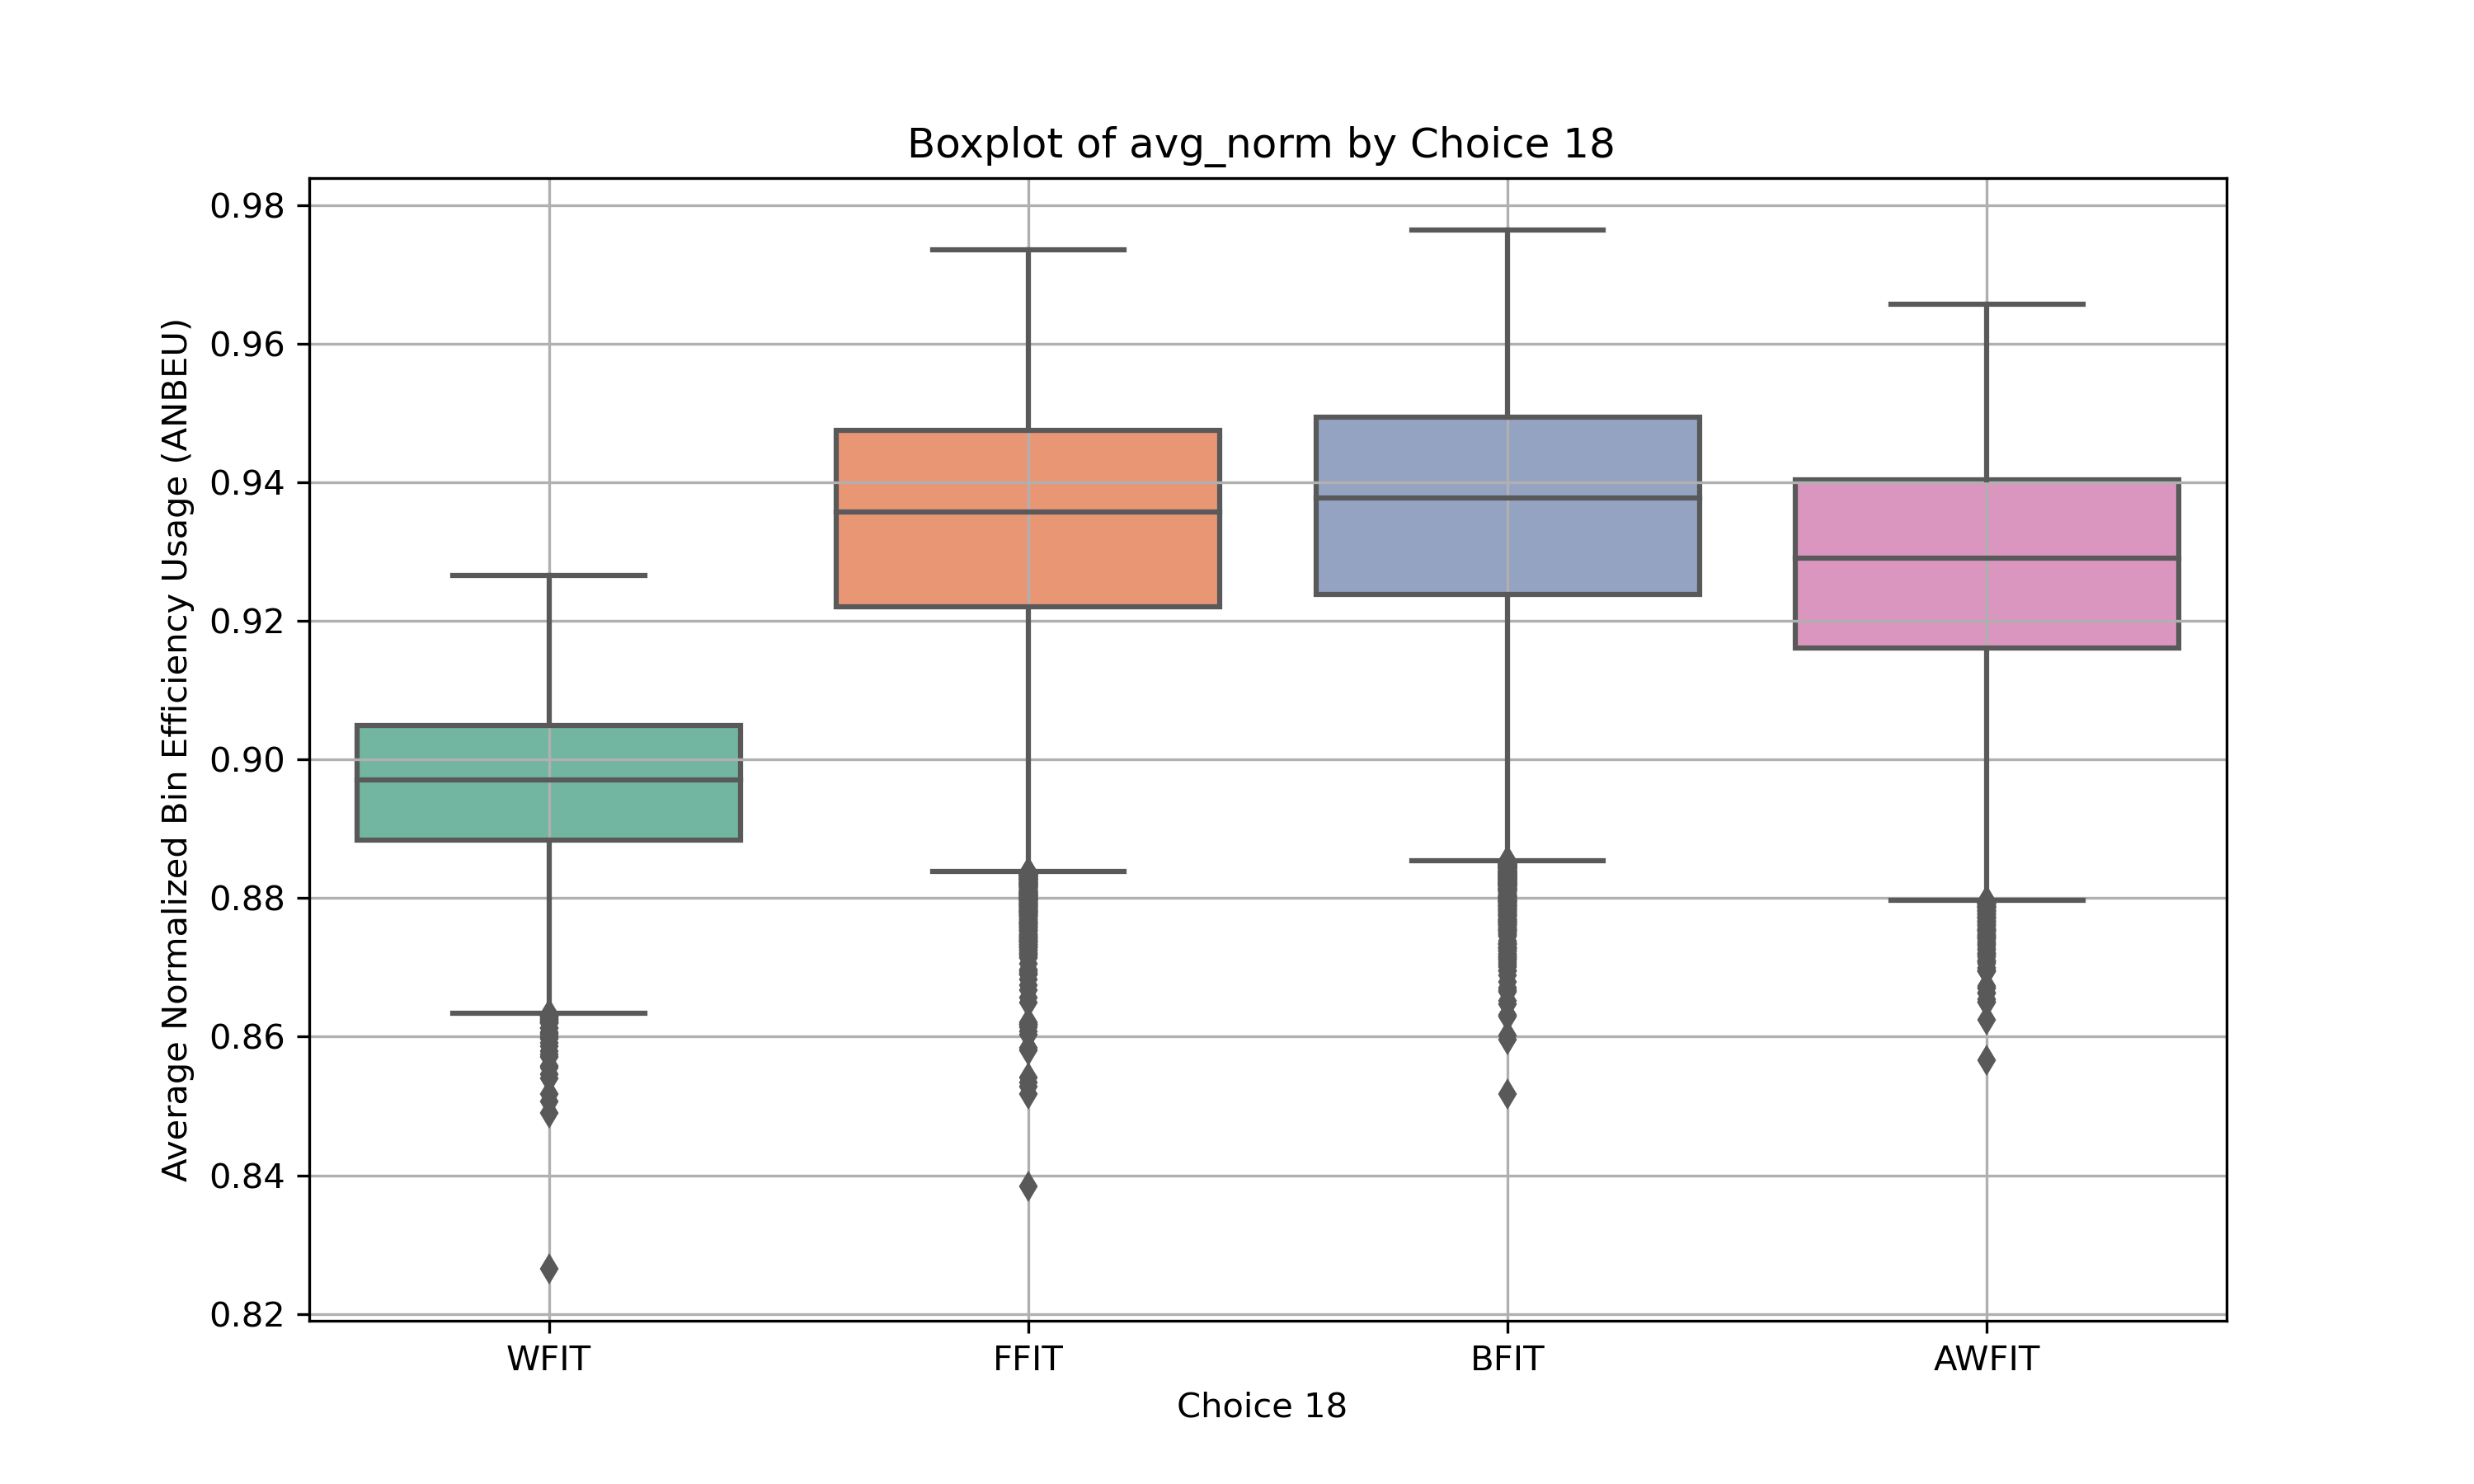 Boxplot of avg_norm by Choice 18
Average Normalized Bin Efficiency Usage (ANBEU)
0.98
0.96
0.94
0.92
0.90
0.88
0.86
0.84
0.82
WFIT
FFIT
BFIT
AWFIT
Choice 18